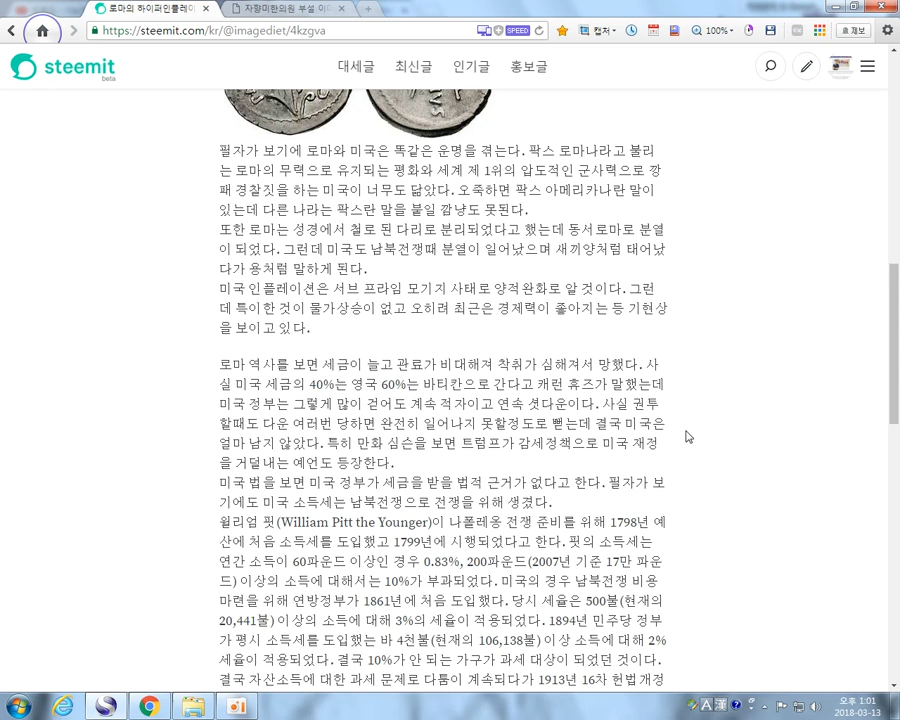 로마의 하이퍼인플레이
자향미한의원 부설 이미
https://steemit.com/kr/@imagediet/4kzgva
SPEED
캡처
100%
steemit
beta
대세글 최신글 인기글 홍보글
필자가 보기에 로마와 미국은 똑같은 운명을 겪는다. 팍스 로마나라고 불리
는 로마의 무력으로 유지되는 평화와 세계 제 1위의 압도적인 군사력으로 깡
패 경찰짓을 하는 미국이 너무도 닮았다. 오죽하면 팍스 아메리카나란 말이
있는데 다른 나라는 팍스란 말을 붙일 깜냥도 못된다.
또한 로마는 성경에서 철로 된 다리로 분리되었다고 했는데 동서로마로 분열
이 되었다. 그런데 미국도 남북전쟁때 분열이 일어났으며 새끼양처럼 태어났
다가 용처럼 말하게 된다.
미국 인플레이션은 서브 프라임 모기지 사태로 양적완화로 알 것이다. 그런
데 특이한 것이 물가상승이 없고 오히려 최근은 경제력이 좋아지는 등 기현상
을 보이고 있다.
로마 역사를 보면 세금이 늘고 관료가 비대해져 착취가 심해져서 망했다. 사
실 미국 세금의 40%는 영국 60%는 바티칸으로 간다고 캐런 휴즈가 말했는데
미국 정부는 그렇게 많이 걷어도 계속 적자이고 연속 셧다운이다. 사실 권투
할때도 다운 여러번 당하면 완전히 일어나지 못할정도로 뻗는데 결국 미국은
얼마 남지 않았다. 특히 만화 심슨을 보면 트럼프가 감세정책으로 미국 재정
을 거덜내는 예언도 등장한다.
미국 법을 보면 미국 정부가 세금을 받을 법적 근거가 없다고 한다. 필자가 보
기에도 미국 소득세는 남북전쟁으로 전쟁을 위해 생겼다.
윌리엄 핏(William Pitt the Younger)이 나폴레옹 전쟁 준비를 위해 1798년 예
산에 처음 소득세를 도입했고 1799년에 시행되었다고 한다. 핏의 소득세는
연간 소득이 60파운드 이상인 경우 0.83%, 200파운드(2007년 기준 17만 파운
드) 이상의 소득에 대해서는 10%가 부과되었다. 미국의 경우 남북전쟁 비용
마련을 위해 연방정부가 1861년에 처음 도입했다. 당시 세율은 500불(현재의
20,441불) 이상의 소득에 대해 3%의 세율이 적용되었다. 1894년 민주당 정부
가 평시 소득세를 도입했는 바 4천불(현재의 106,138불) 이상 소득에 대해 2%
세율이 적용되었다. 결국 10%가 안 되는 가구가 과세 대상이 되었던 것이다.
결국 자산소득에 대한 과세 문제로 다툼이 계속되다가 1913년 16차 헌법개정
A 漢
오후 1:01
2018-03-13